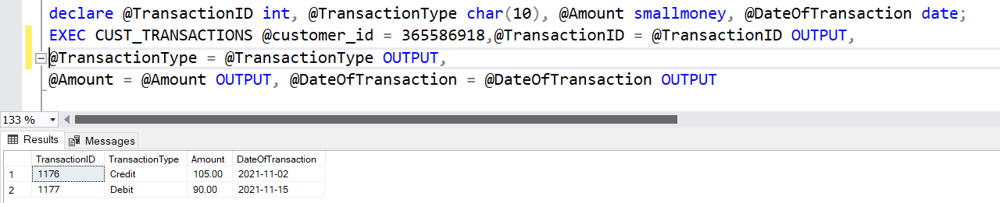 declare @TransactionID int, @TransactionType char(10), @Amount smallmoney, @DateOfTransaction date;
EXEC CUST_TRANSACTIONS @customer_id = 365586918,@TransactionID = @TransactionID OUTPUT,
@TransactionType = @TransactionType OUTPUT,
@Amount = @Amount OUTPUT, @DateOfTransaction = @DateOfTransaction OUTPUT
133 %
Results Messages
TransactionID TransactionType Amount DateOfTransaction
1 1176 Credit 105.00 2021-11-02
2 1177 Debit 90.00 2021-11-15